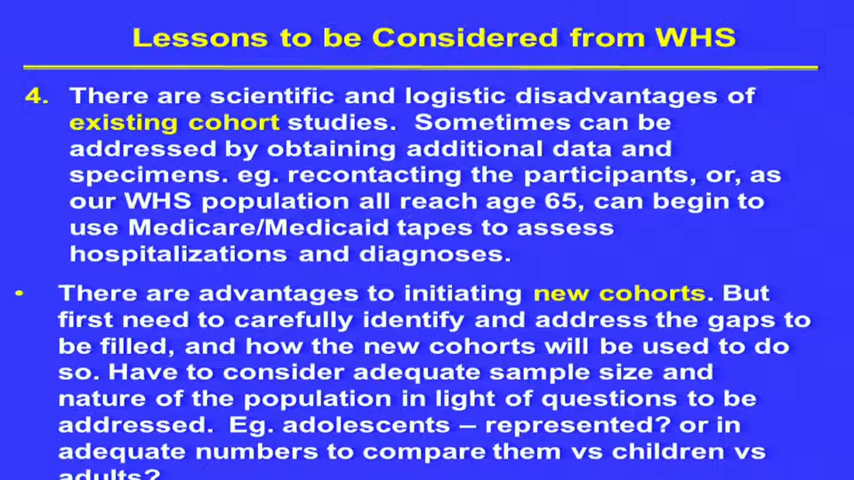 Lessons to be Considered from WHS
4. There are scientific and logistic disadvantages of
existing cohort studies. Sometimes can be
addressed by obtaining additional data and
specimens. eg. recontacting the participants, or, as
our WHS population all reach age 65, can begin to
use Medicare/Medicaid tapes to assess
hospitalizations and diagnoses.
• There are advantages to initiating new cohorts. But
first need to carefully identify and address the gaps to
be filled, and how the new cohorts will be used to do
so. Have to consider adequate sample size and
nature of the population in light of questions to be
addressed. Eg. adolescents – represented? or in
adequate numbers to compare them vs children vs
adults?